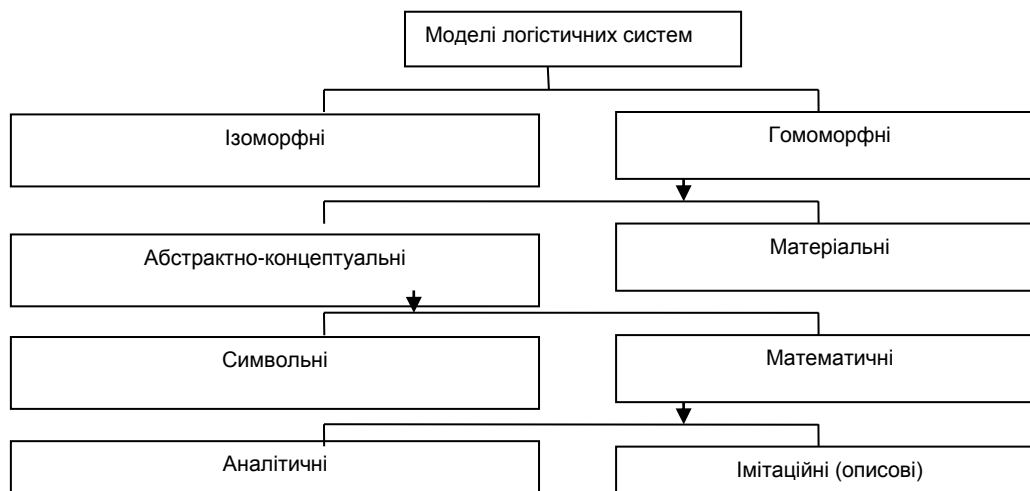 Моделі логістичних систем
Ізоморфні
Гомоморфні
Абстрактно-концептуальні
Матеріальні
Символьні
Математичні
Аналітичні
Імітаційні (описові)